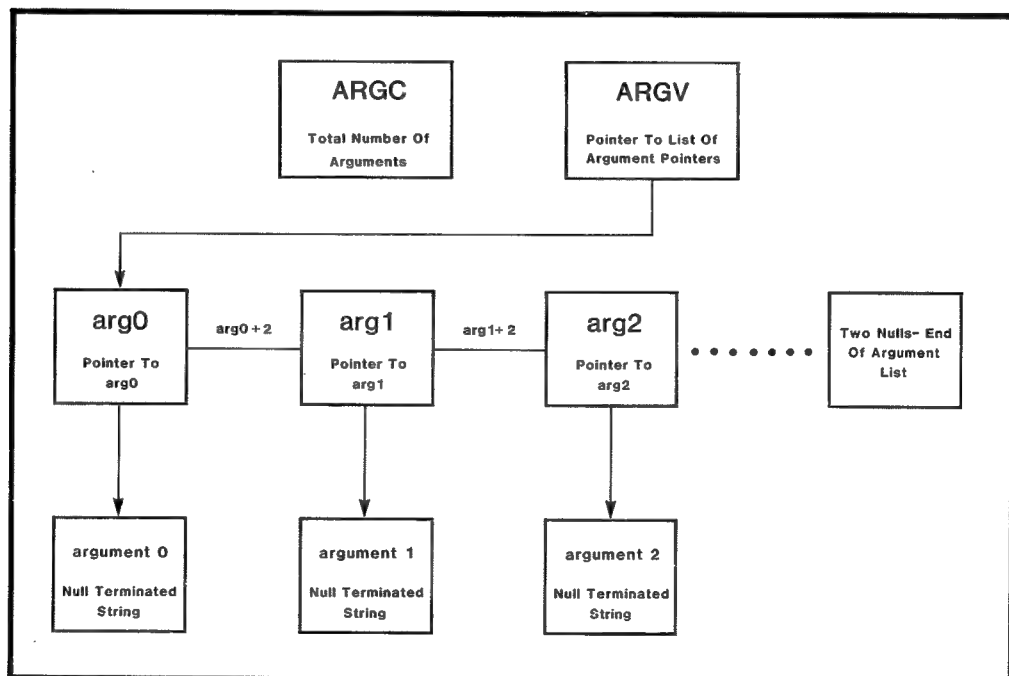 ARGC
Total Number Of
Arguments
ARGV
Pointer To List Of
Argument Pointers
arg0
Pointer To
arg0
arg0+2
arg1
Pointer To
arg1
arg1+2
arg2
Pointer To
arg2
Two Nulls- End
Of Argument
List
argument 0
Null Terminated
String
argument 1
Null Terminated
String
argument 2
Null Terminated
String